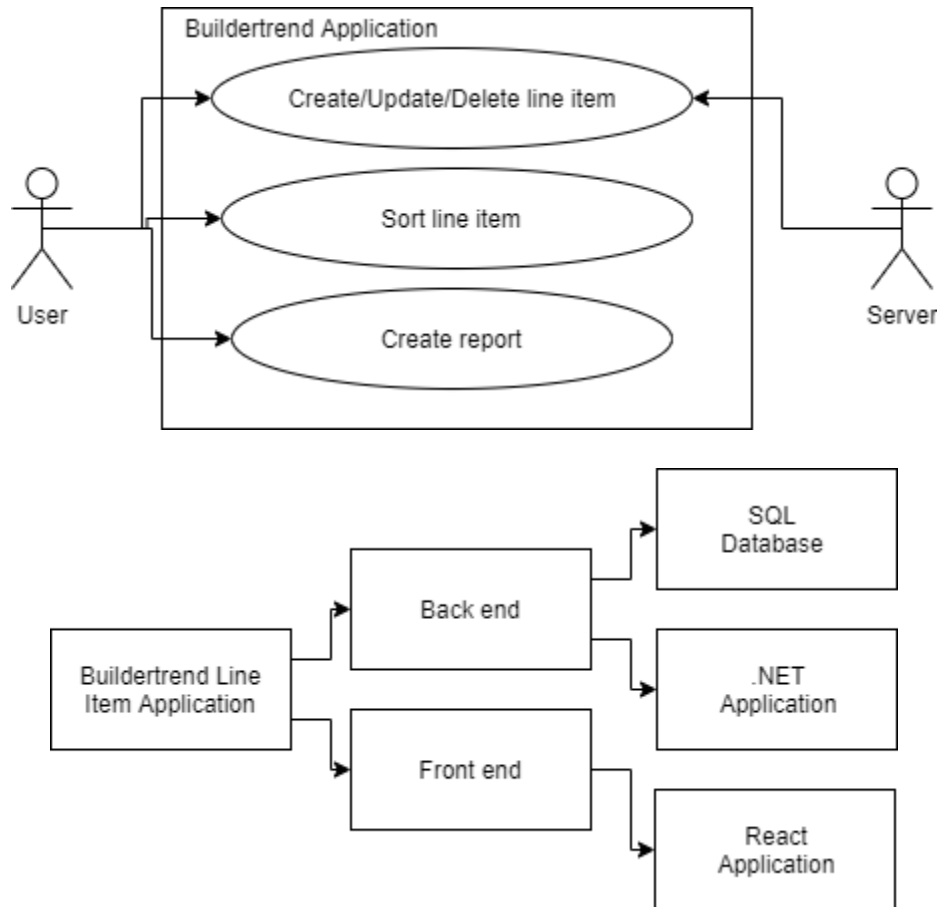 Buildertrend Application
Create/Update/Delete line item
Sort line item
User
Server
Create report
SQL
Database
Back end
Buildertrend Line
Item Application
.NET
Application
Front end
React
Application